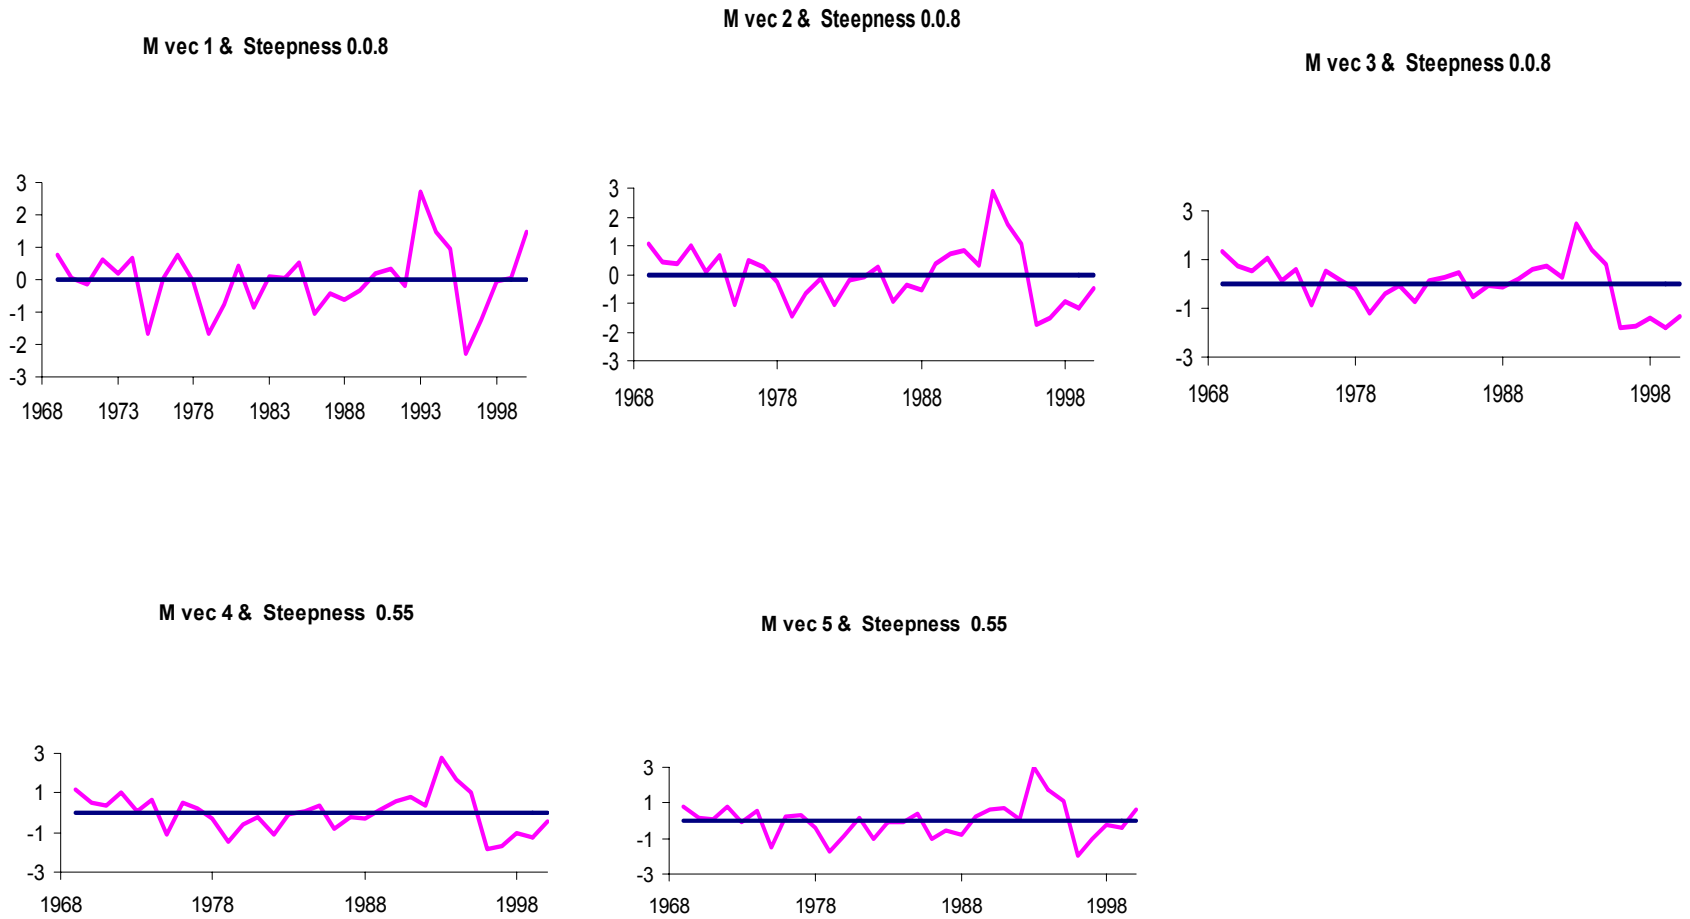 M vec 1 & Steepness 0.0.8
3
2
1
0
-1
-2
-3
1968 1973 1978 1983 1988 1993 1998
M vec 2 & Steepness 0.0.8
3
2
1
0
-1
-2
-3
1968 1978 1988 1998
M vec 3 & Steepness 0.0.8
3
1
-1
-3
1968 1978 1988 1998
M vec 4 & Steepness 0.55
3
1
-1
-3
1968 1978 1988 1998
M vec 5 & Steepness 0.55
3
1
-1
-3
1968 1978 1988 1998